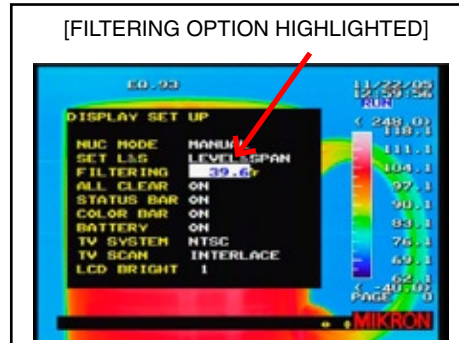 [FILTERING OPTION HIGHLIGHTED]
E0.93
11/22/05
12:59:56
RUN
DISPLAY SET UP
NUC MODE MANUAL
SET L&S LEVEL&SPAN
FILTERING 39.6
ALL CLEAR ON
STATUS BAR ON
COLOR BAR ON
BATTERY ON
TV SYSTEM NTSC
TV SCAN INTERLACE
LCD BRIGHT 1
( 248.0)
118.1
111.1
104.1
97.1
90.1
83.1
76.1
69.1
62.1
( -40.0)
PAGE 0
MIKRON